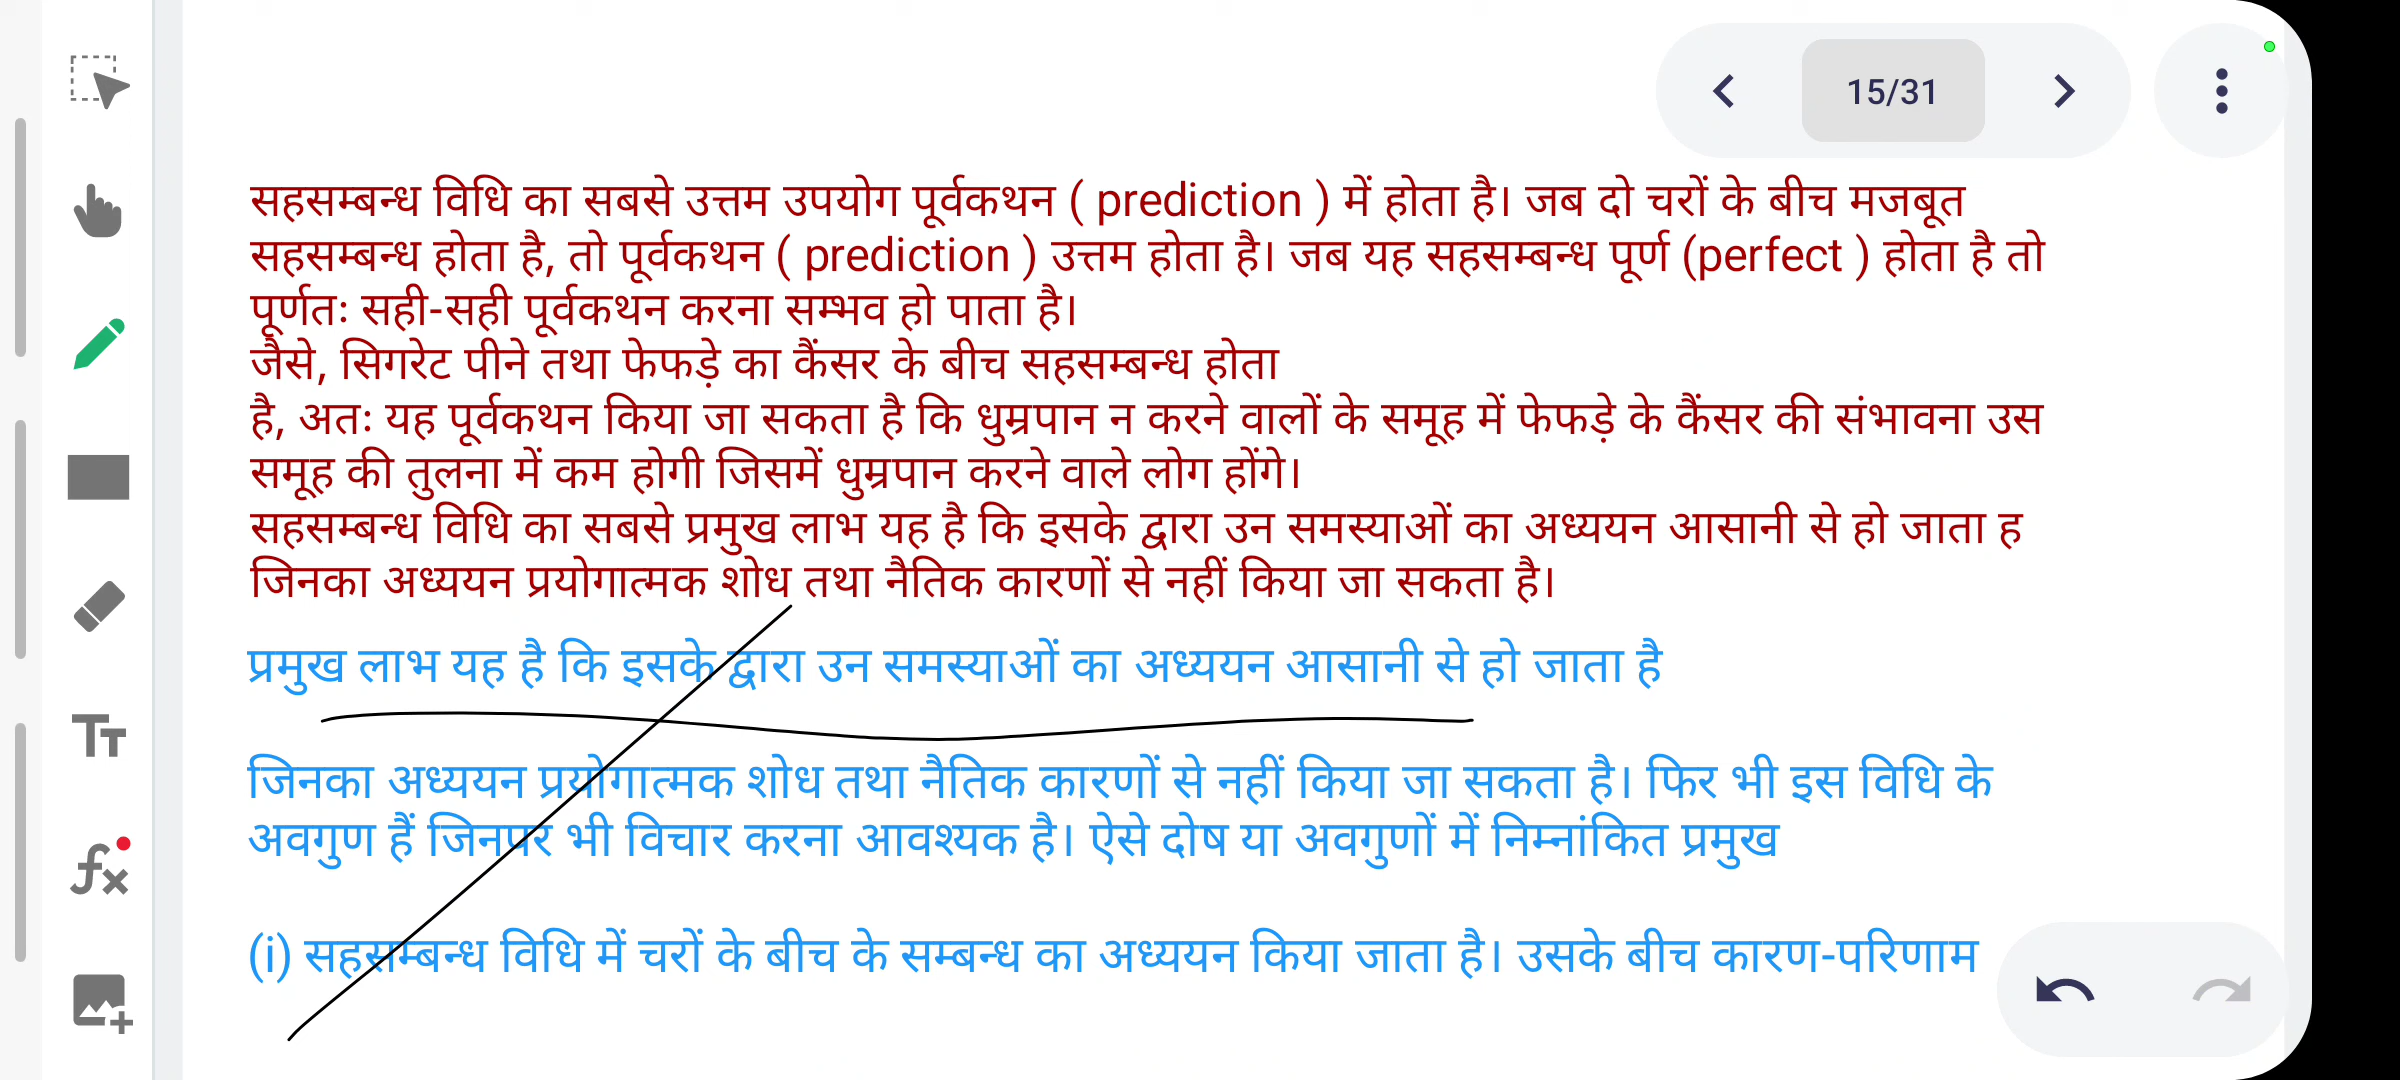 15/31
सहसम्बन्ध विधि का सबसे उत्तम उपयोग पूर्वकथन ( prediction ) में होता है। जब दो चरों के बीच मजबूत
सहसम्बन्ध होता है, तो पूर्वकथन ( prediction ) उत्तम होता है। जब यह सहसम्बन्ध पूर्ण (perfect ) होता है तो
पूर्णतः सही-सही पूर्वकथन करना सम्भव हो पाता है।
जैसे, सिगरेट पीने तथा फेफड़े का कैंसर के बीच सहसम्बन्ध होता
है, अतः यह पूर्वकथन किया जा सकता है कि धुम्रपान न करने वालों के समूह में फेफड़े के कैंसर की संभावना उस
समूह की तुलना में कम होगी जिसमें धुम्रपान करने वाले लोग होंगे।
सहसम्बन्ध विधि का सबसे प्रमुख लाभ यह है कि इसके द्वारा उन समस्याओं का अध्ययन आसानी से हो जाता ह
जिनका अध्ययन प्रयोगात्मक शोध तथा नैतिक कारणों से नहीं किया जा सकता है।
प्रमुख लाभ यह है कि इसके द्वारा उन समस्याओं का अध्ययन आसानी से हो जाता है
जिनका अध्ययन प्रयोगात्मक शोध तथा नैतिक कारणों से नहीं किया जा सकता है। फिर भी इस विधि के
अवगुण हैं जिनपर भी विचार करना आवश्यक है। ऐसे दोष या अवगुणों में निम्नांकित प्रमुख
(i) सहसम्बन्ध विधि में चरों के बीच के सम्बन्ध का अध्ययन किया जाता है। उसके बीच कारण-परिणाम